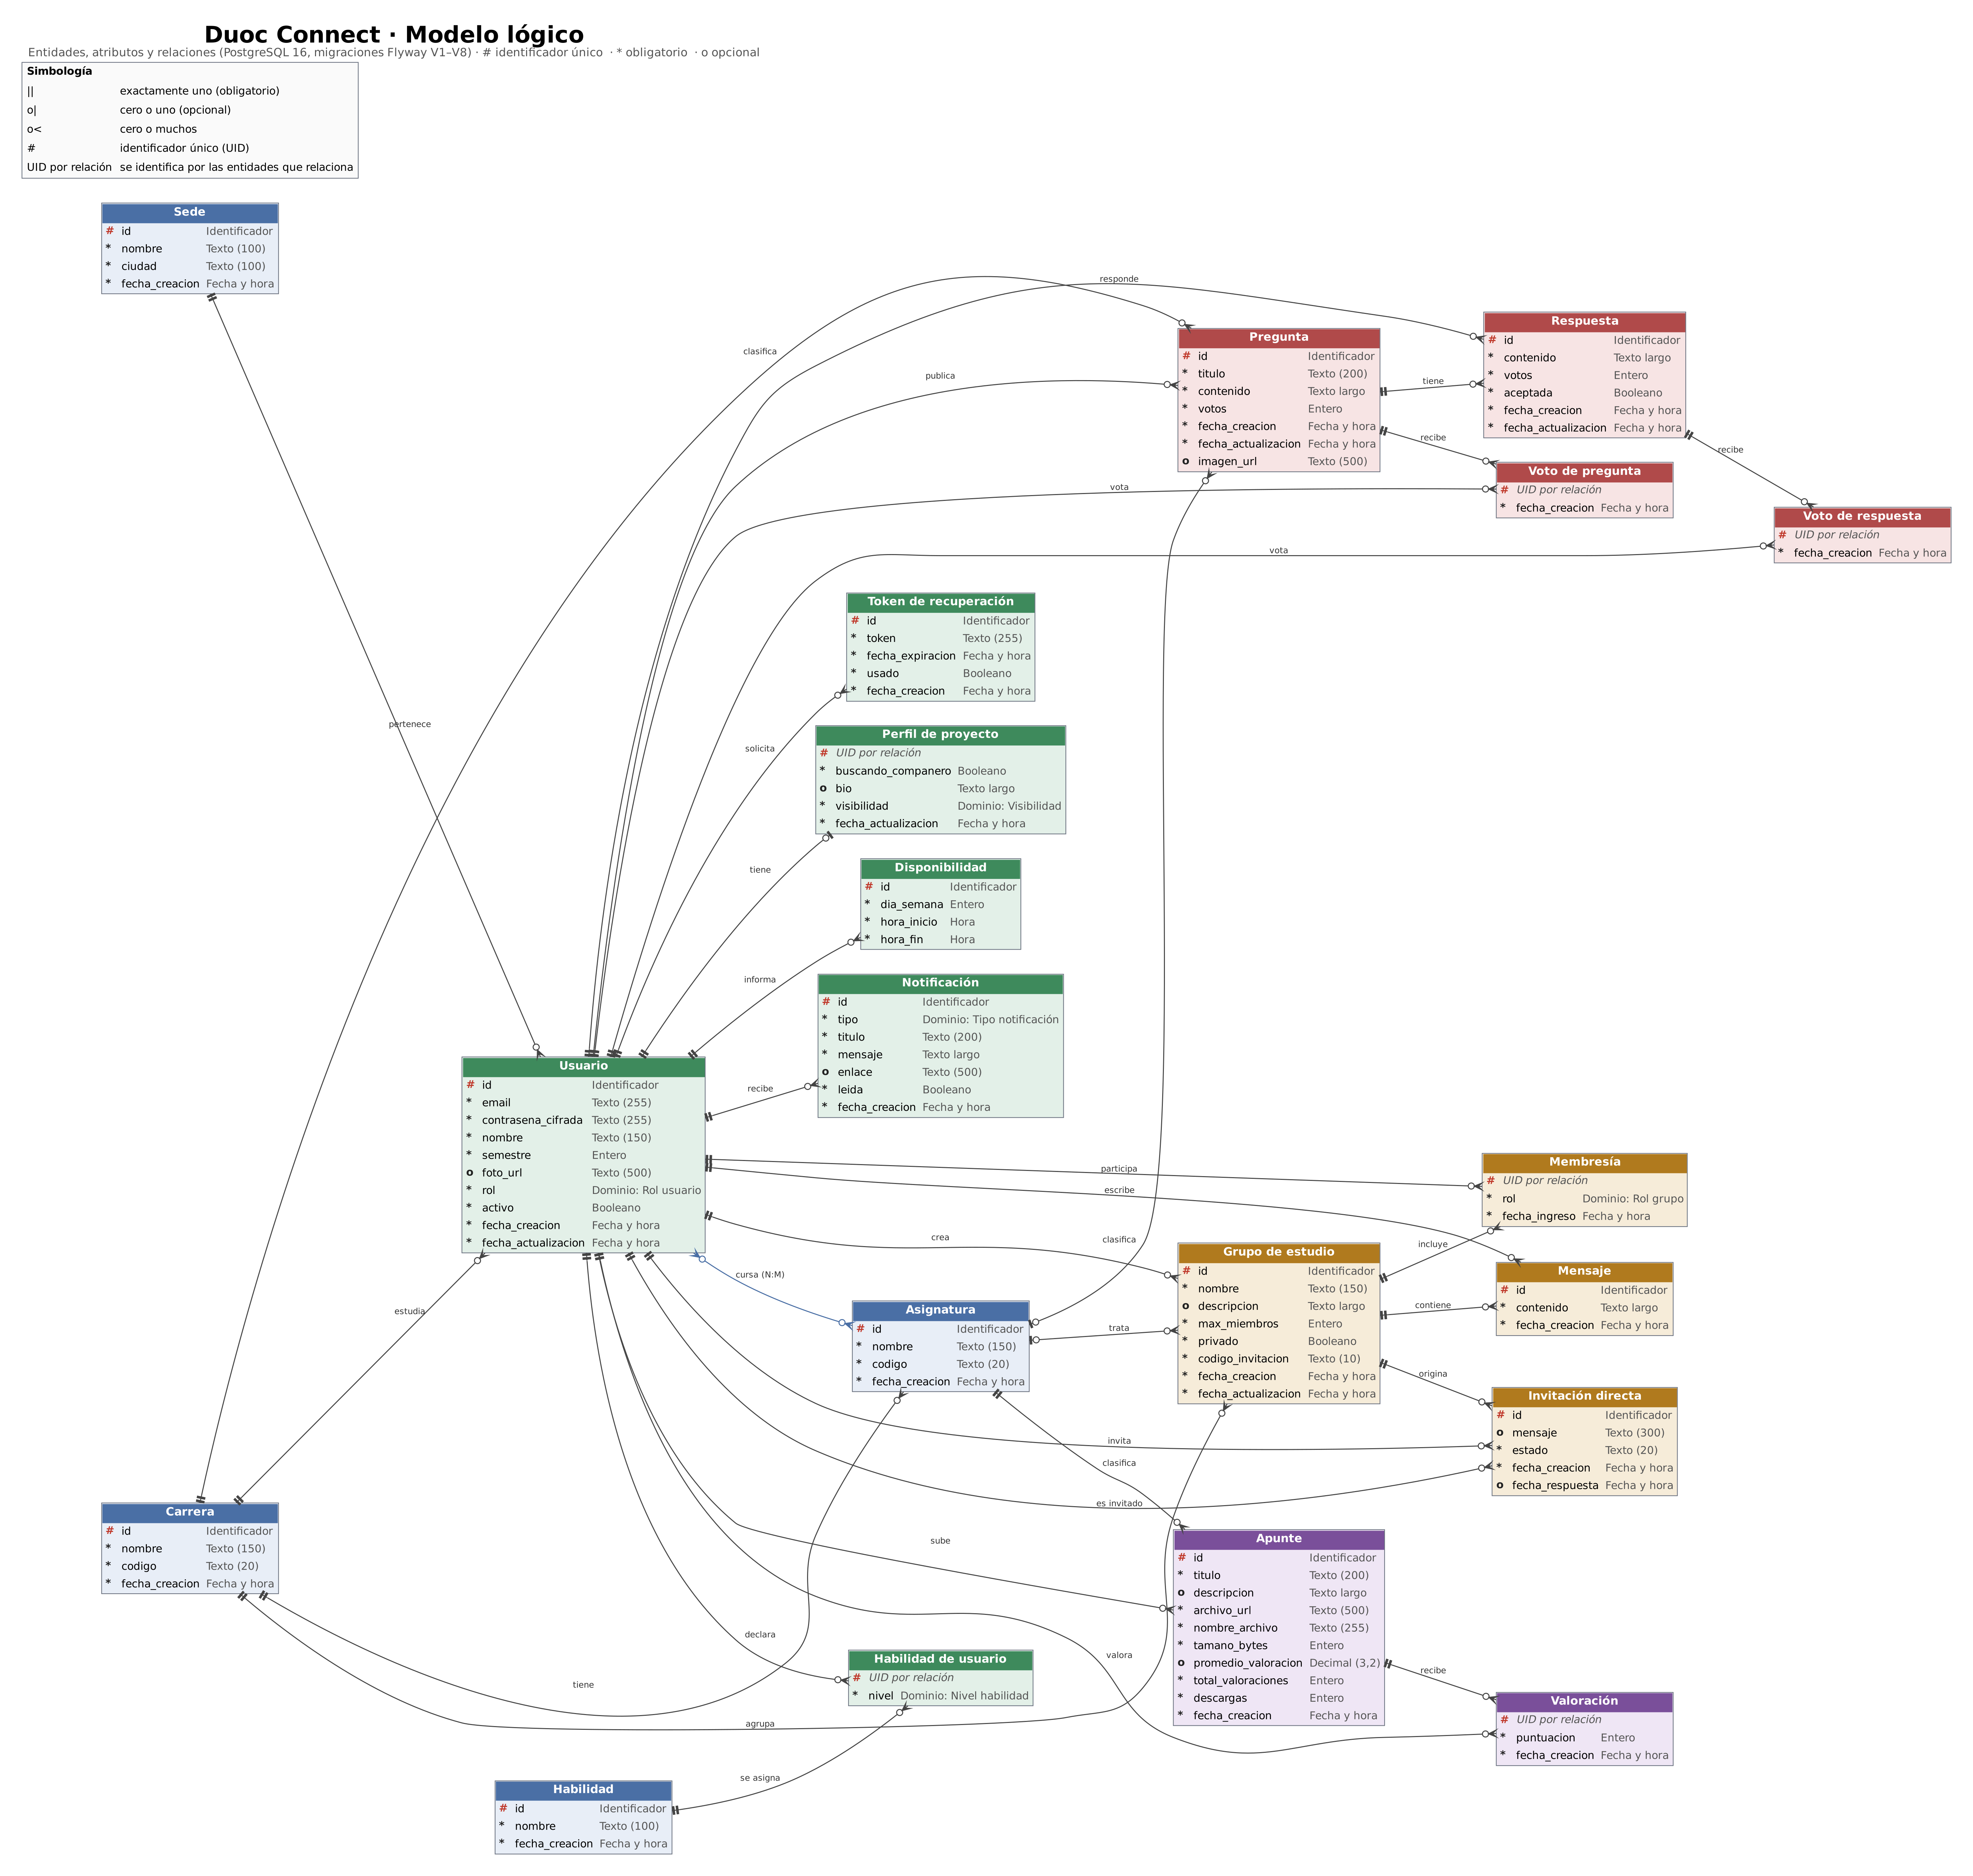 Duoc Connect · Modelo lógico
Entidades, atributos y relaciones (PostgreSQL 16, migraciones Flyway V1–V8) · # identificador único · * obligatorio · o opcional
Simbología
|| exactamente uno (obligatorio)
o| cero o uno (opcional)
o< cero o muchos
# identificador único (UID)
UID por relación se identifica por las entidades que relaciona
Sede
# id Identificador
* nombre Texto (100)
* ciudad Texto (100)
* fecha_creacion Fecha y hora
responde
clasifica
publica
Pregunta
# id Identificador
* titulo Texto (200)
* contenido Texto largo
* votos Entero
* fecha_creacion Fecha y hora
* fecha_actualizacion Fecha y hora
o imagen_url Texto (500)
tiene
recibe
Respuesta
# id Identificador
* contenido Texto largo
* votos Entero
* aceptada Booleano
* fecha_creacion Fecha y hora
* fecha_actualizacion Fecha y hora
recibe
Voto de pregunta
# UID por relación
* fecha_creacion Fecha y hora
vota
Voto de respuesta
# UID por relación
* fecha_creacion Fecha y hora
vota
Token de recuperación
# id Identificador
* token Texto (255)
* fecha_expiracion Fecha y hora
* usado Booleano
* fecha_creacion Fecha y hora
pertenece
solicita
Perfil de proyecto
# UID por relación
* buscando_companero Booleano
o bio Texto largo
* visibilidad Dominio: Visibilidad
* fecha_actualizacion Fecha y hora
tiene
Disponibilidad
# id Identificador
* dia_semana Entero
* hora_inicio Hora
* hora_fin Hora
informa
Notificación
# id Identificador
* tipo Dominio: Tipo notificación
* titulo Texto (200)
* mensaje Texto largo
o enlace Texto (500)
* leida Booleano
* fecha_creacion Fecha y hora
recibe
Usuario
# id Identificador
* email Texto (255)
* contrasena_cifrada Texto (255)
* nombre Texto (150)
* semestre Entero
o foto_url Texto (500)
* rol Dominio: Rol usuario
* activo Booleano
* fecha_creacion Fecha y hora
* fecha_actualizacion Fecha y hora
participa
escribe
crea
clasifica
Membresía
# UID por relación
* rol Dominio: Rol grupo
* fecha_ingreso Fecha y hora
incluye
Grupo de estudio
# id Identificador
* nombre Texto (150)
o descripcion Texto largo
* max_miembros Entero
* privado Booleano
* codigo_invitacion Texto (10)
* fecha_creacion Fecha y hora
* fecha_actualizacion Fecha y hora
contiene
Mensaje
# id Identificador
* contenido Texto largo
* fecha_creacion Fecha y hora
cursa (N:M)
estudia
Asignatura
# id Identificador
* nombre Texto (150)
* codigo Texto (20)
* fecha_creacion Fecha y hora
trata
origina
Invitación directa
# id Identificador
o mensaje Texto (300)
* estado Texto (20)
* fecha_creacion Fecha y hora
o fecha_respuesta Fecha y hora
invita
clasifica
es invitado
Carrera
# id Identificador
* nombre Texto (150)
* codigo Texto (20)
* fecha_creacion Fecha y hora
sube
Apunte
# id Identificador
* titulo Texto (200)
o descripcion Texto largo
* archivo_url Texto (500)
* nombre_archivo Texto (255)
* tamano_bytes Entero
o promedio_valoracion Decimal (3,2)
* total_valoraciones Entero
* descargas Entero
* fecha_creacion Fecha y hora
declara
valora
recibe
tiene
agrupa
Habilidad de usuario
# UID por relación
* nivel Dominio: Nivel habilidad
Valoración
# UID por relación
* puntuacion Entero
* fecha_creacion Fecha y hora
se asigna
Habilidad
# id Identificador
* nombre Texto (100)
* fecha_creacion Fecha y hora